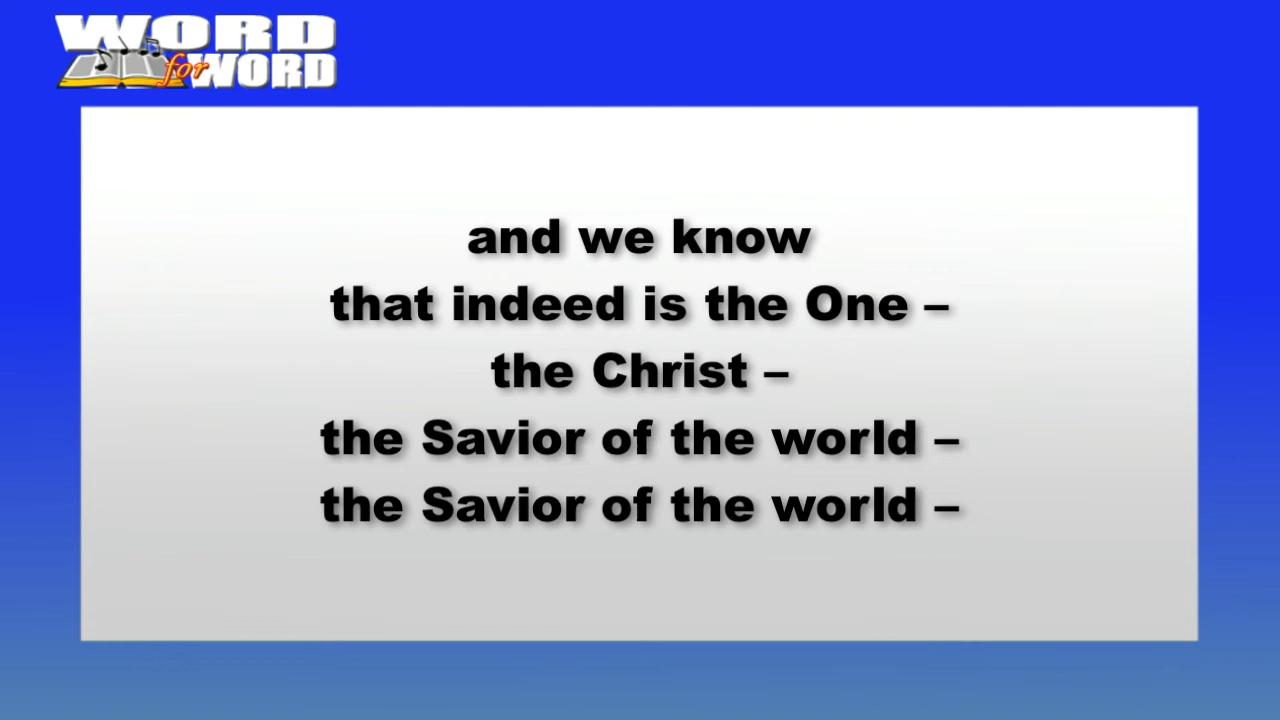 WORD
for WORD
and we know
that indeed is the One –
the Christ –
the Savior of the world –
the Savior of the world –